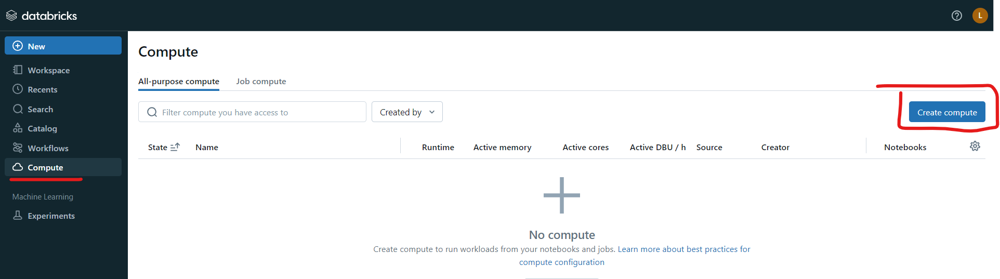 databricks
L
New
Workspace
Recents
Search
Catalog
Workflows
Compute
Machine Learning
Experiments
Compute
All-purpose compute Job compute
Filter compute you have access to Created by Create compute
State Name Runtime Active memory Active cores Active DBU / h Source Creator Notebooks
No compute
Create compute to run workloads from your notebooks and jobs. Learn more about best practices for
compute configuration